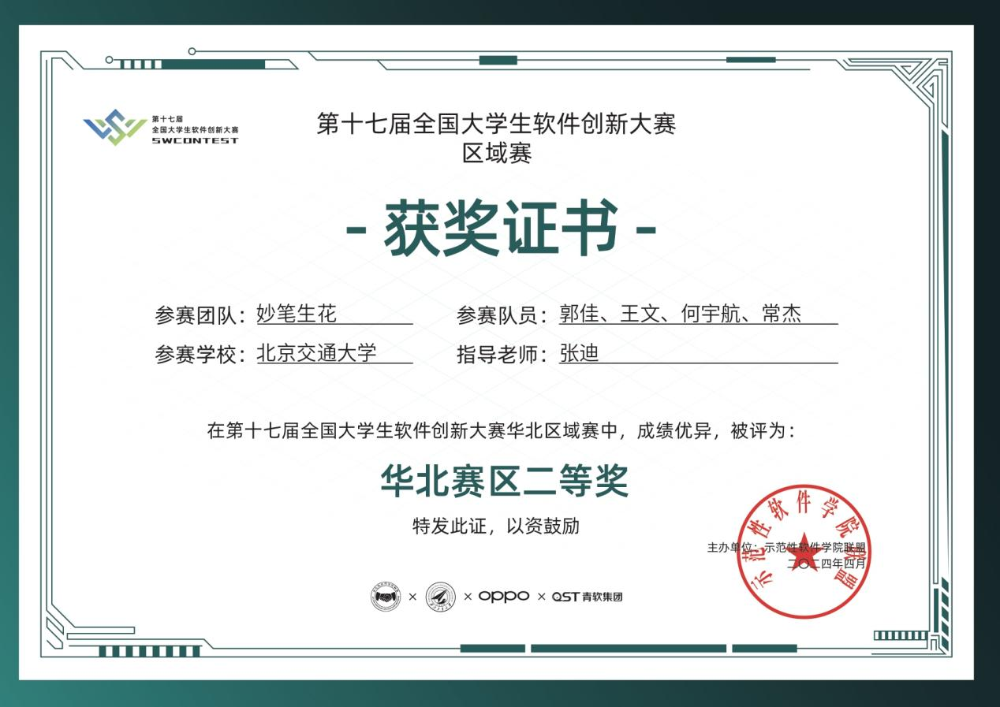 第十七届
全国大学生软件创新大赛
SWCONTEST
第十七届全国大学生软件创新大赛
区域赛
- 获奖证书 -
参赛团队：妙笔生花 参赛队员：郭佳、王文、何宇航、常杰
参赛学校：北京交通大学 指导老师：张迪
在第十七届全国大学生软件创新大赛华北区域赛中，成绩优异，被评为：
华北赛区二等奖
特发此证，以资鼓励
主办单位：示范性软件学院联盟
二〇二四年四月
示范性软件学院联盟
× × oppo × QST青软集团